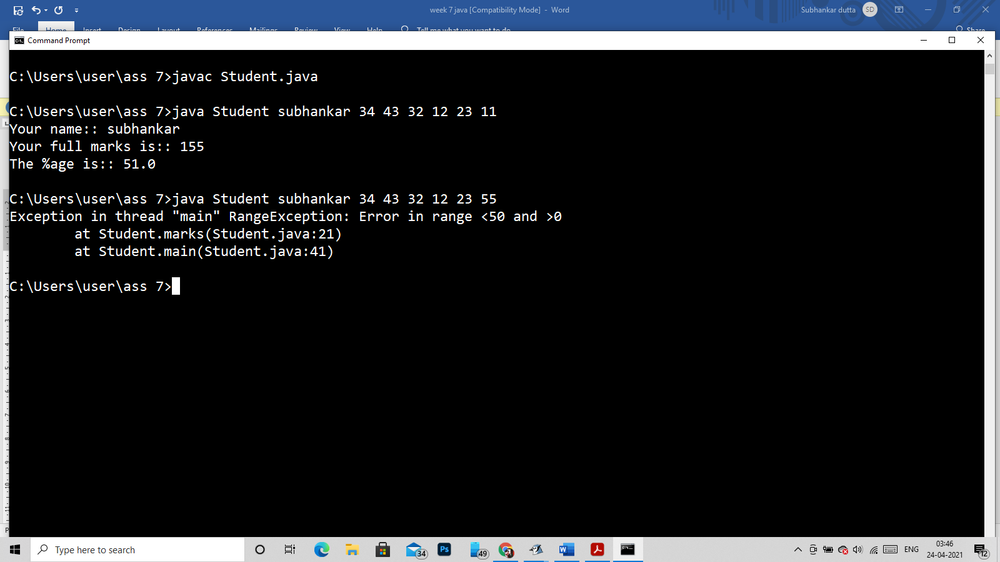 week 7 java [Compatibility Mode] - Word
Subhankar dutta
SD
File Home Insert Design Layout References Mailings Review View Help Tell me what you want to do Share
Command Prompt
C:\Users\user\ass 7>javac Student.java
C:\Users\user\ass 7>java Student subhankar 34 43 32 12 23 11
Your name:: subhankar
Your full marks is:: 155
The %age is:: 51.0
C:\Users\user\ass 7>java Student subhankar 34 43 32 12 23 55
Exception in thread "main" RangeException: Error in range <50 and >0
at Student.marks(Student.java:21)
at Student.main(Student.java:41)
C:\Users\user\ass 7>
Type here to search
34
Ps
49
ENG
03:46
24-04-2021
12